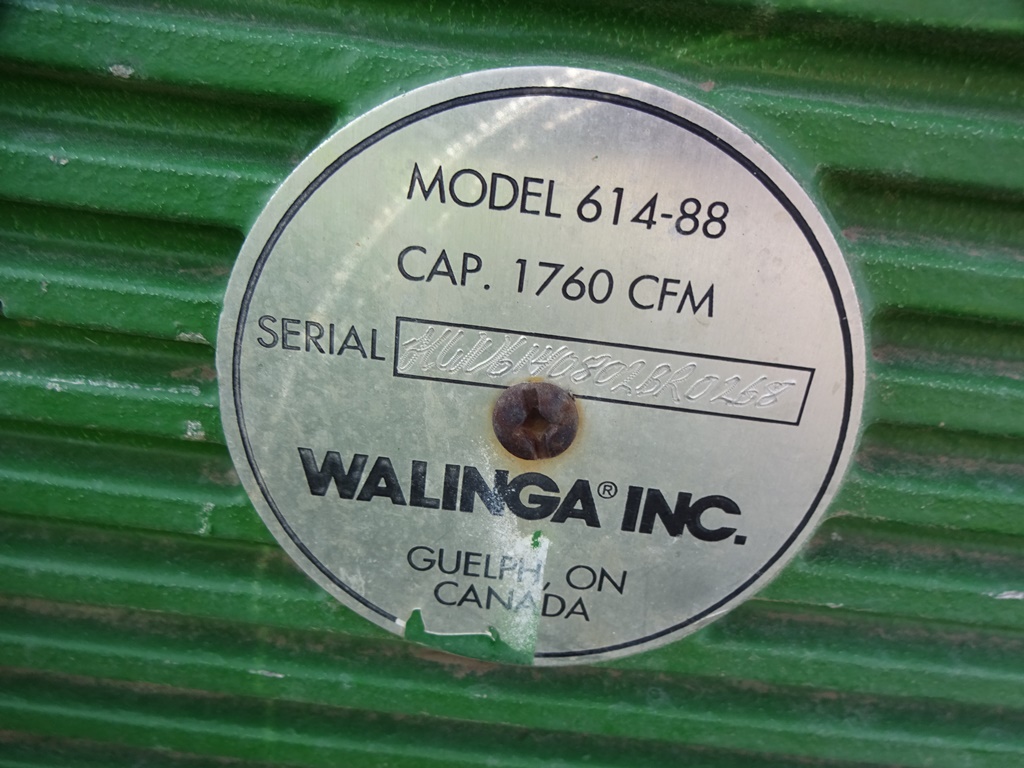 MODEL 614-88
CAP. 1760 CFM
SERIAL
WALINGA® INC.
GUELPH, ON
CANADA